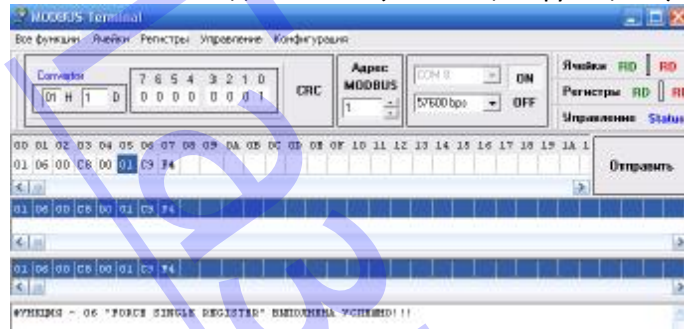 MODBUS Terminal
Все функции Ячейки Регистры Управление Конфигурация
Convertor
01 H 1 D
7 6 5 4 3 2 1 0
0 0 0 0 0 0 0 1
CRC
Адрес
MODBUS
1
COM 8
ON
57600 bps
OFF
Ячейки RD RD
Регистры RD RD
Управление Status
00 01 02 03 04 05 06 07 08 09 0A 0B 0C 0D 0E 0F 10 11 12 13 14 15 16 17 18 19 1A 1
01 06 00 C8 00 01 C9 F4
Отправить
01 06 00 C8 00 01 C9 F4
01 06 00 C8 00 01 C9 F4
ФУНКЦИЯ - 06 "FORCE SINGLE REGISTER" ВЫПОЛНЕНА УСПЕШНО!!!